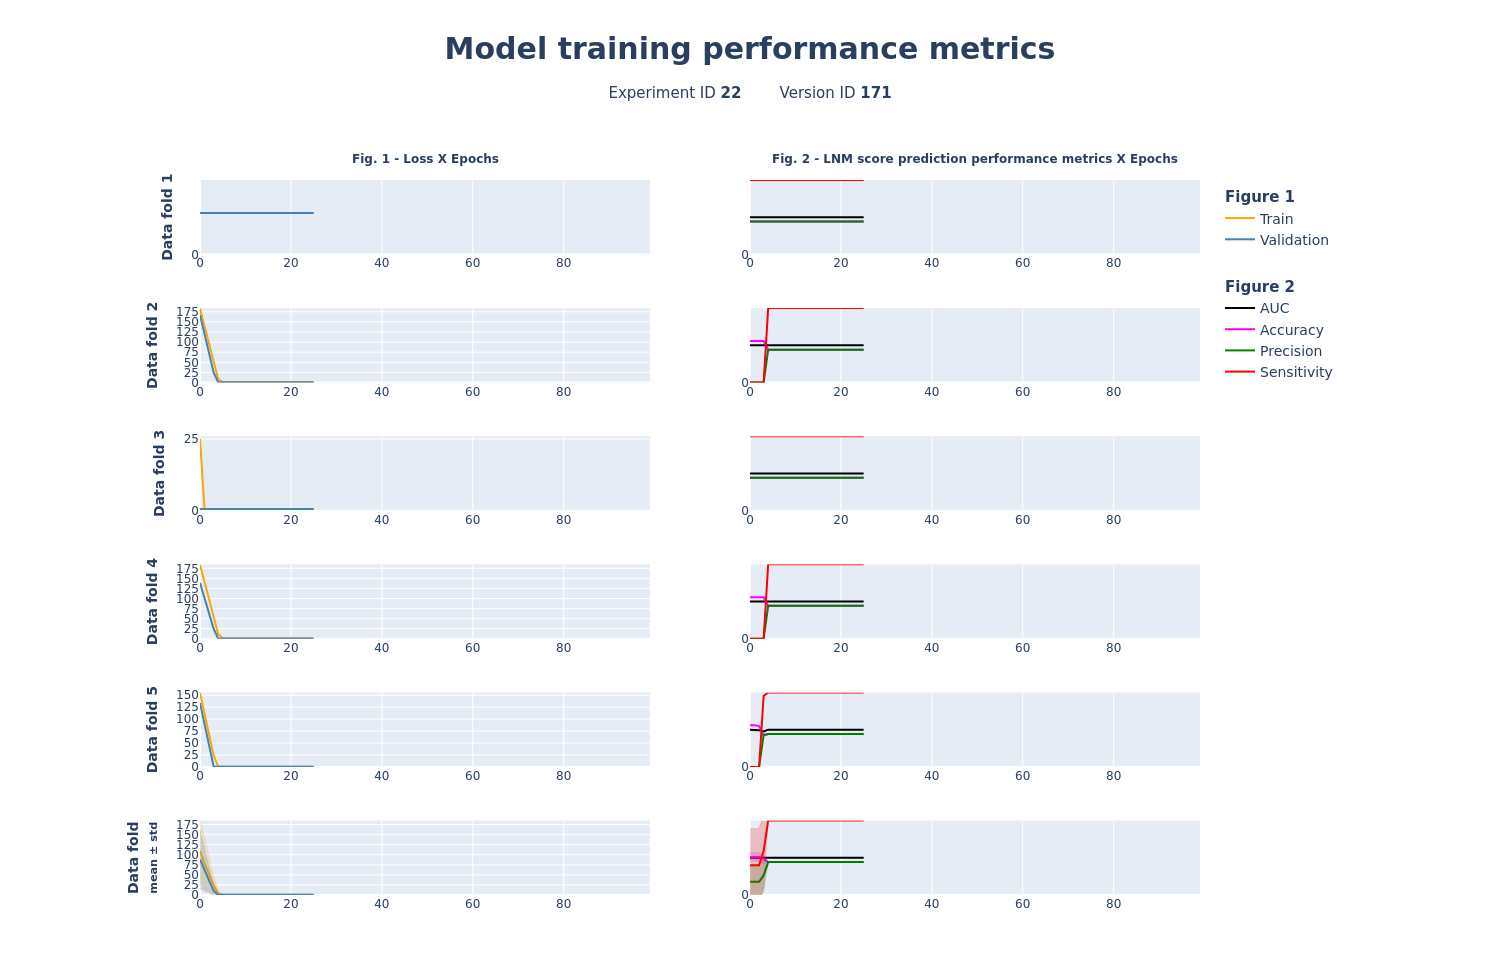 Model training performance metrics
Experiment ID 22 Version ID 171
Fig. 1 - Loss X Epochs
Fig. 2 - LNM score prediction performance metrics X Epochs
Data fold 1
0
0 20 40 60 80
0
0 20 40 60 80
Figure 1
Train
Validation
Figure 2
AUC
Accuracy
Precision
Sensitivity
Data fold 2
175
150
125
100
75
50
25
0
0 20 40 60 80
0
0 20 40 60 80
Data fold 3
25
0
0 20 40 60 80
0
0 20 40 60 80
Data fold 4
175
150
125
100
75
50
25
0
0 20 40 60 80
0
0 20 40 60 80
Data fold 5
150
125
100
75
50
25
0
0 20 40 60 80
0
0 20 40 60 80
Data fold
mean ± std
175
150
125
100
75
50
25
0
0 20 40 60 80
0
0 20 40 60 80